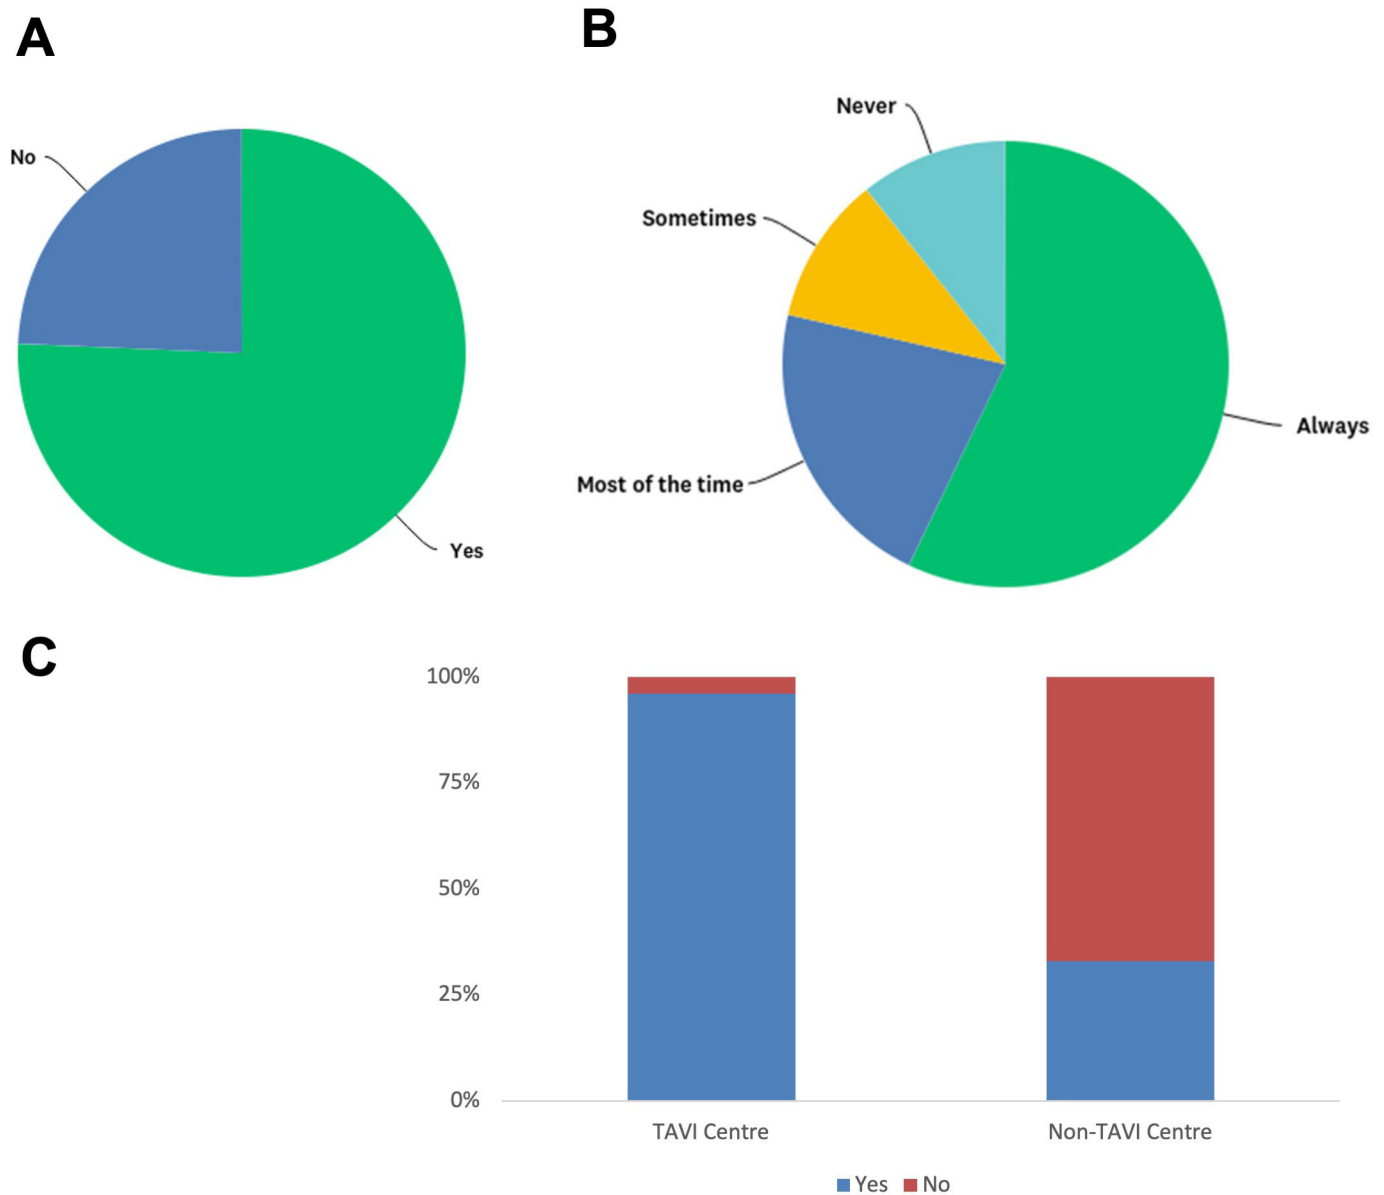 A
B
No
Yes
Never
Sometimes
Most of the time
Always
C
100%
75%
50%
25%
0%
TAVI Centre
Non-TAVI Centre
Yes
No